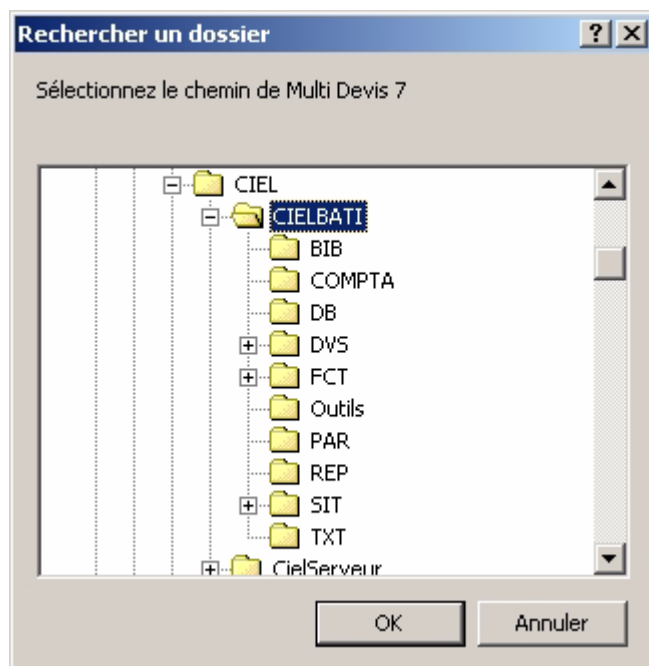 Rechercher un dossier
Sélectionnez le chemin de Multi Devis 7
CIEL
CIELBATI
BIB
COMPTA
DB
DVS
FCT
Outils
PAR
REP
SIT
TXT
CielServeur
OK Annuler